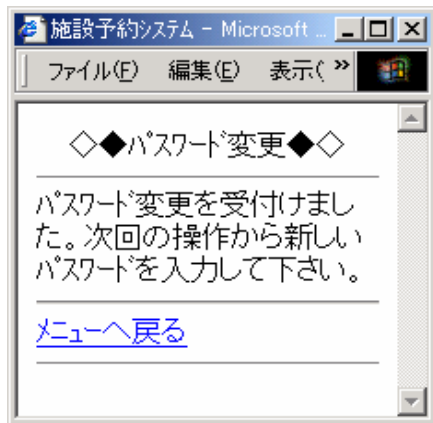 施設予約ｼｽﾃﾑ - Microsoft ...
ファイル(F) 編集(E) 表示( »
◇◆ﾊﾟｽﾜｰﾄﾞ変更◆◇
ﾊﾟｽﾜｰﾄﾞ変更を受付けまし
た。次回の操作から新しい
ﾊﾟｽﾜｰﾄﾞを入力して下さい。
ﾒﾆｭｰへ戻る